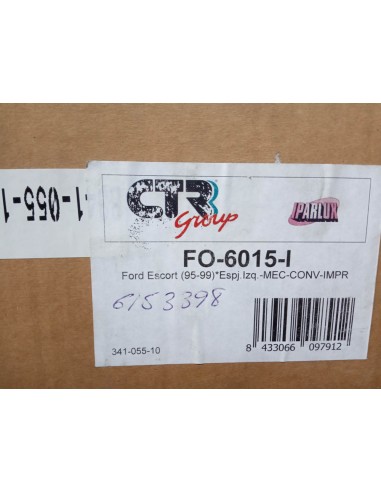 1-055-1
CTR
Group
PARLUX
FO-6015-I
Ford Escort (95-99)*Espj.Izq.-MEC-CONV-IMPR
6153398
341-055-10
8 433066 097912